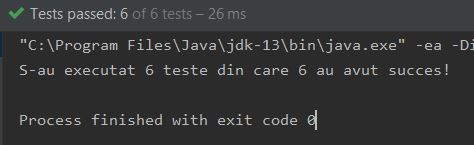 Tests passed: 6 of 6 tests – 26 ms
"C:\Program Files\Java\jdk-13\bin\java.exe" -ea -Di
S-au executat 6 teste din care 6 au avut succes!
Process finished with exit code 0